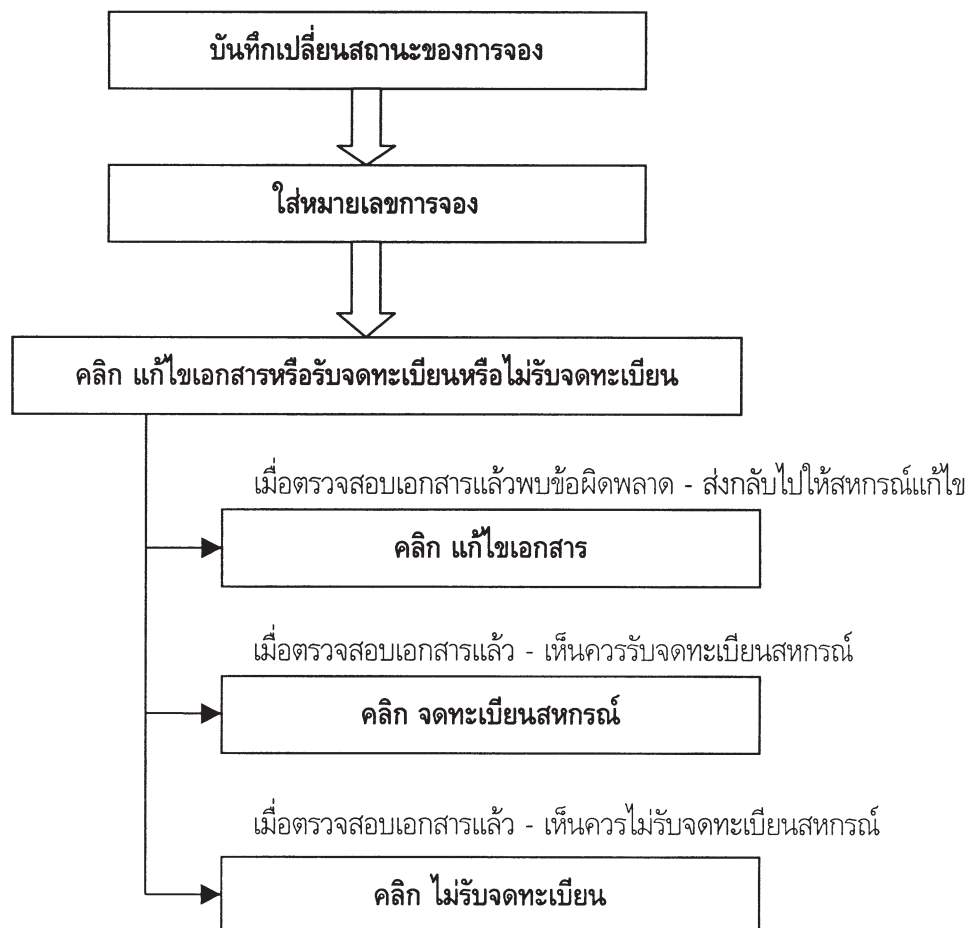 บันทึกเปลี่ยนสถานะของการจอง
ใส่หมายเลขการจอง
คลิก แก้ไขเอกสารหรือรับจดทะเบียนหรือไม่รับจดทะเบียน
เมื่อตรวจสอบเอกสารแล้วพบข้อผิดพลาด - ส่งกลับไปให้สหกรณ์แก้ไข
คลิก แก้ไขเอกสาร
เมื่อตรวจสอบเอกสารแล้ว - เห็นควรรับจดทะเบียนสหกรณ์
คลิก จดทะเบียนสหกรณ์
เมื่อตรวจสอบเอกสารแล้ว - เห็นควรไม่รับจดทะเบียนสหกรณ์
คลิก ไม่รับจดทะเบียน